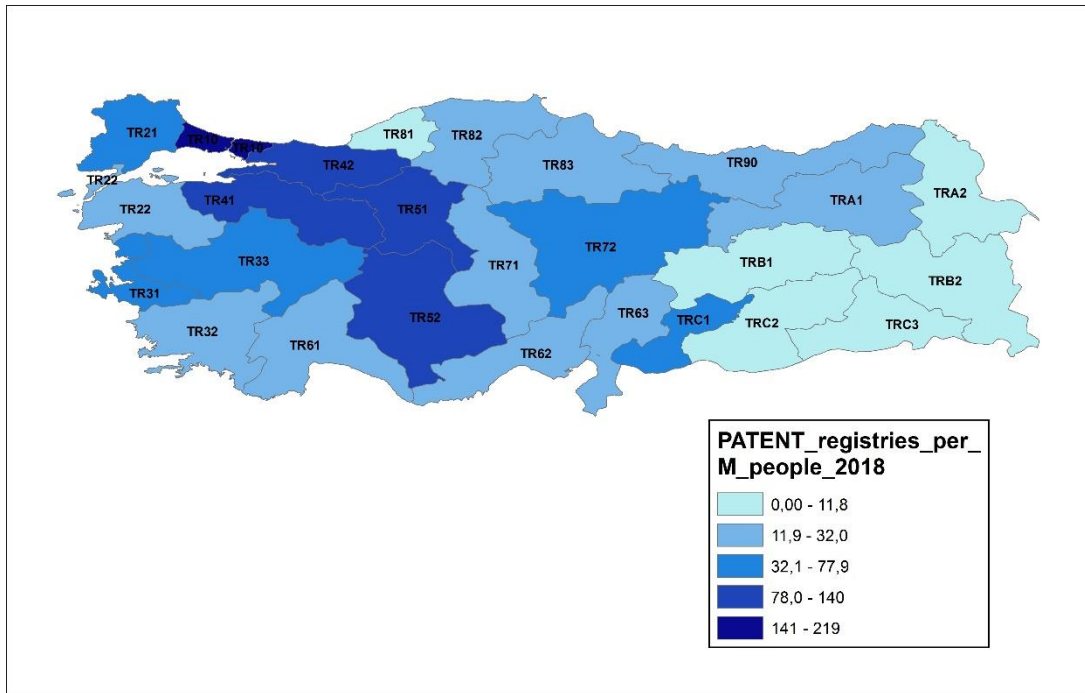 TR21
TR10
TR10
TR81
TR82
TR42
TR83
TR90
TR22
TRA1
TRA2
TR22
TR41
TR51
TR72
TR33
TR71
TRB1
TRB2
TR31
TR52
TR63
TRC1
TRC2
TRC3
TR32
TR61
TR62
PATENT_registries_per_
M_people_2018
0,00 - 11,8
11,9 - 32,0
32,1 - 77,9
78,0 - 140
141 - 219